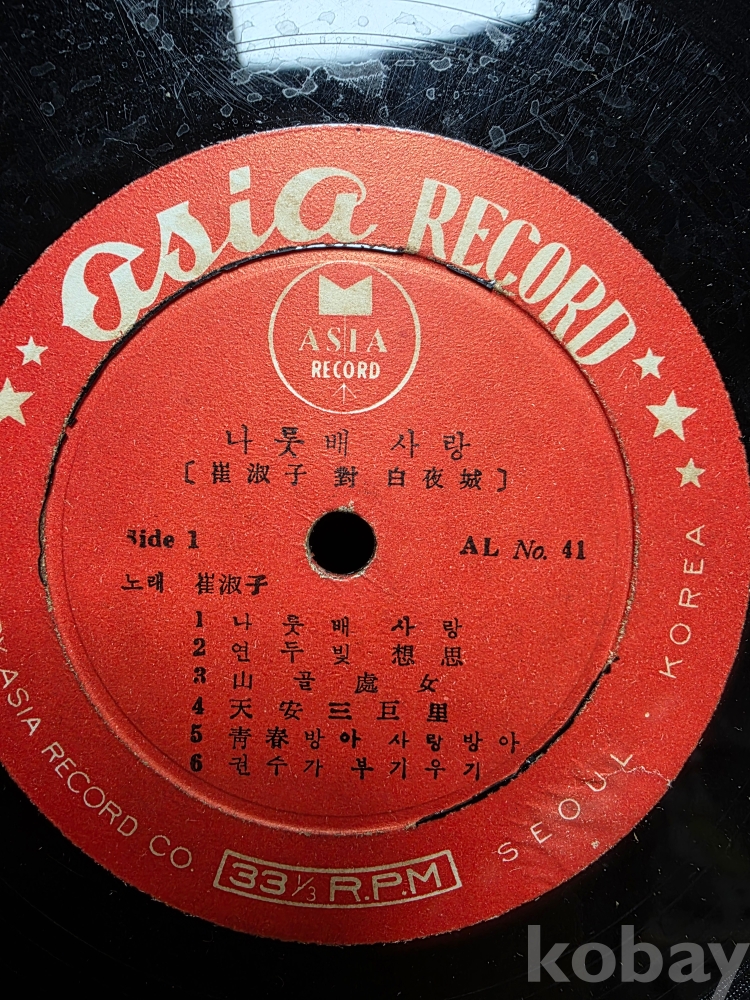 asia RECORD
ASIA
RECORD
나룻배 사랑
[崔淑子 對 白夜城]
Side 1
AL No. 41
노래 崔淑子
1 나룻배 사랑
2 연두빛 想思
3 山골處女
4 天安三巨里
5 靑春방아 사랑방아
6 권수가 부기우기
ASIA RECORD CO.
33 1/3 R.P.M
SEOUL · KOREA
kobay